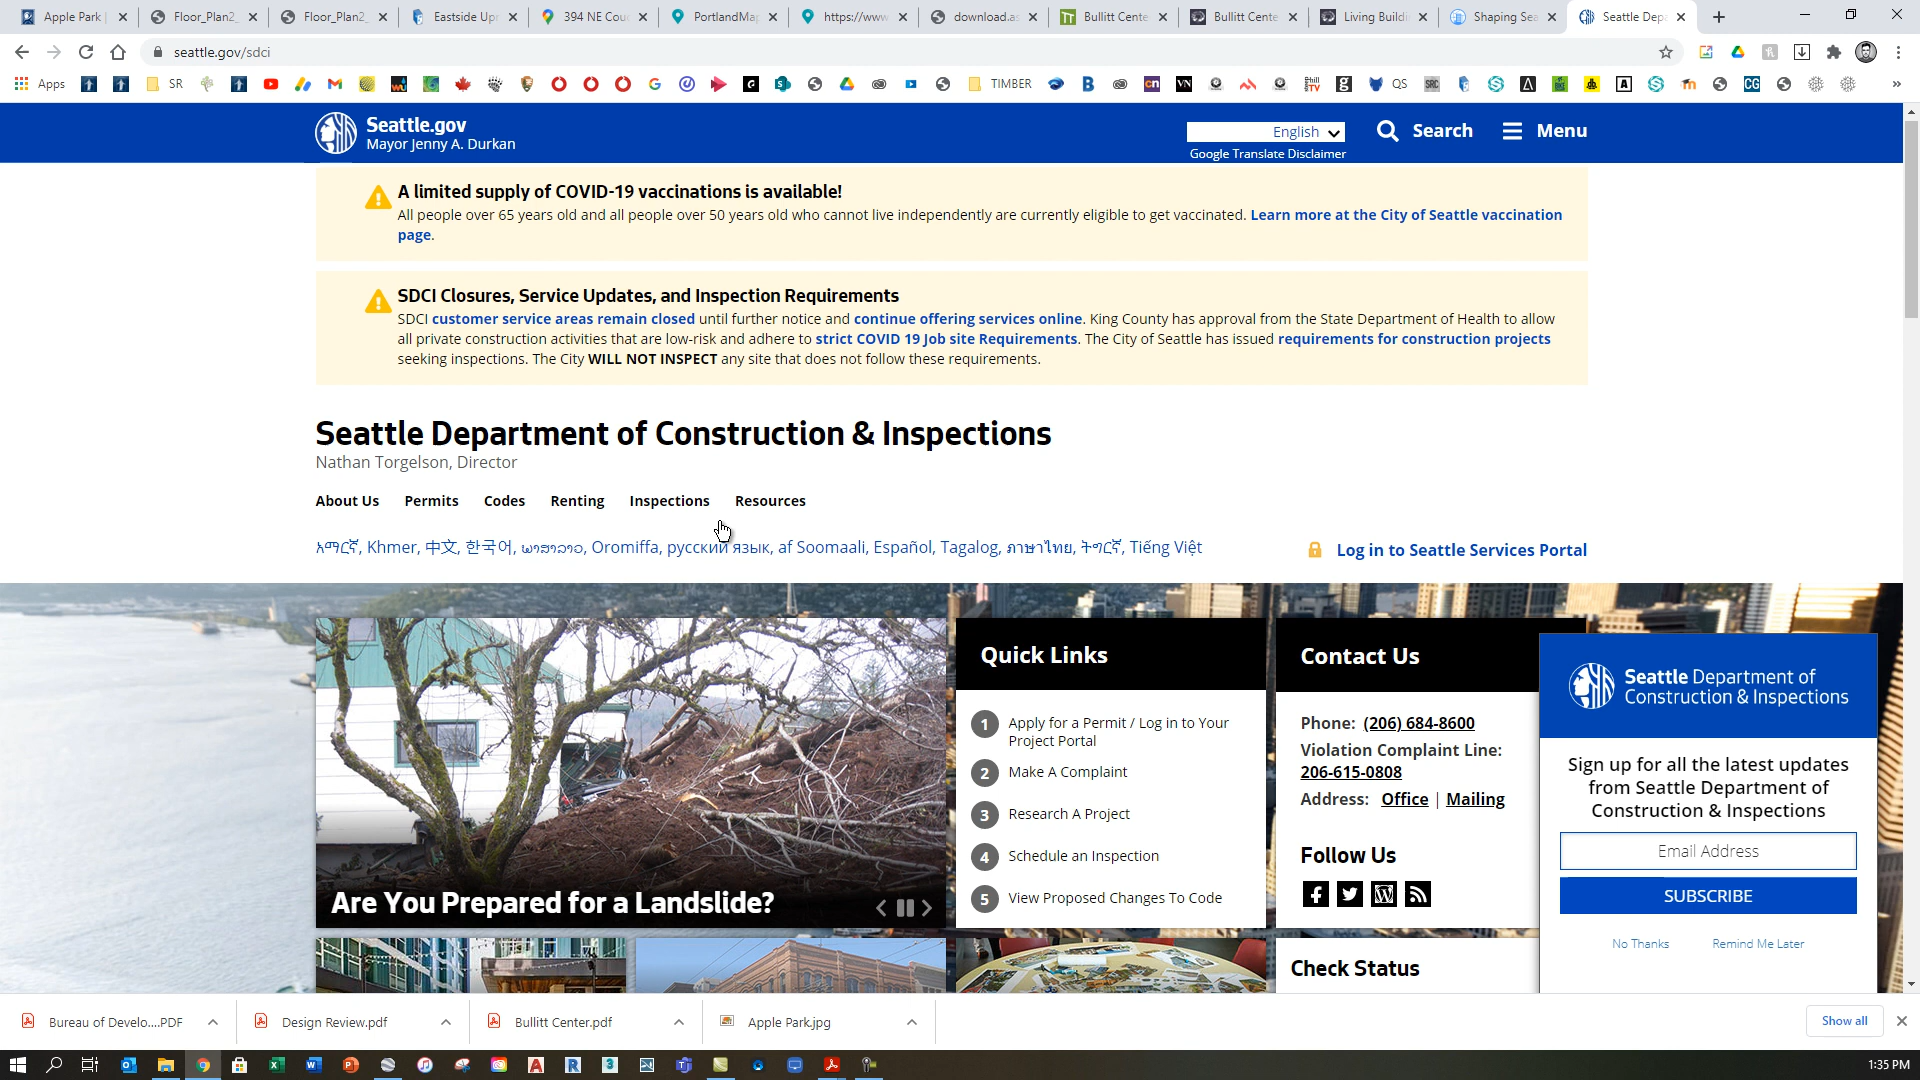 Apple Park
Floor_Plan2_
Floor_Plan2_
Eastside Upr
394 NE Couc
PortlandMap
https://www
download.as
Bullitt Cente
Bullitt Cente
Living Buildi
Shaping Sea
Seattle Depa
seattle.gov/sdci
Apps
SR
TIMBER
QS
»
Seattle.gov
Mayor Jenny A. Durkan
English
Google Translate Disclaimer
Search
Menu
A limited supply of COVID-19 vaccinations is available!
All people over 65 years old and all people over 50 years old who cannot live independently are currently eligible to get vaccinated. Learn more at the City of Seattle vaccination
page.
SDCI Closures, Service Updates, and Inspection Requirements
SDCI customer service areas remain closed until further notice and continue offering services online. King County has approval from the State Department of Health to allow
all private construction activities that are low-risk and adhere to strict COVID 19 Job site Requirements. The City of Seattle has issued requirements for construction projects
seeking inspections. The City WILL NOT INSPECT any site that does not follow these requirements.
Seattle Department of Construction & Inspections
Nathan Torgelson, Director
About Us Permits Codes Renting Inspections Resources
አማርኛ, Khmer, 中文, 한국어, ພາສາລາວ, Oromiffa, русский язык, af Soomaali, Español, Tagalog, ภาษาไทย, ትግርኛ, Tiếng Việt
Log in to Seattle Services Portal
Are You Prepared for a Landslide?
Quick Links
1 Apply for a Permit / Log in to Your
Project Portal
2 Make A Complaint
3 Research A Project
4 Schedule an Inspection
5 View Proposed Changes To Code
Contact Us
Phone: (206) 684-8600
Violation Complaint Line:
206-615-0808
Address: Office | Mailing
Follow Us
Check Status
Seattle Department of
Construction & Inspections
Sign up for all the latest updates
from Seattle Department of
Construction & Inspections
Email Address
SUBSCRIBE
No Thanks
Remind Me Later
Bureau of Develo....PDF
Design Review.pdf
Bullitt Center.pdf
Apple Park.jpg
Show all
1:35 PM